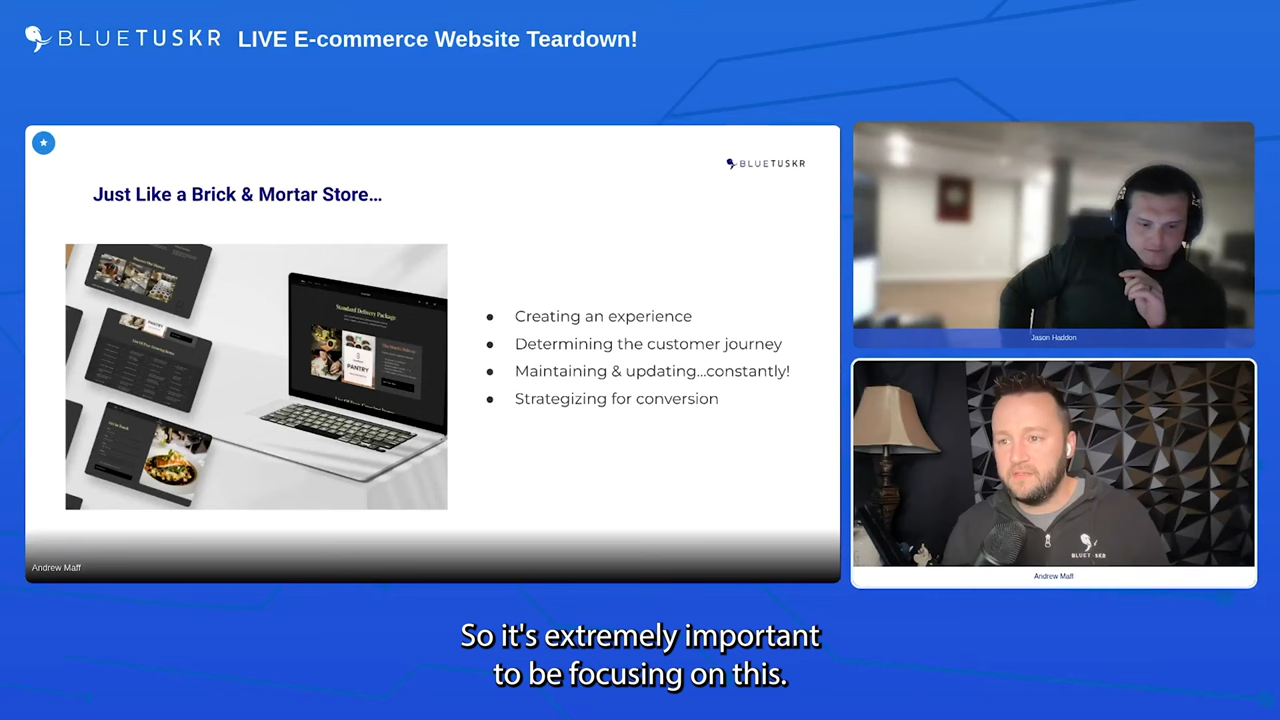 BLUETUSKR LIVE E-commerce Website Teardown!
BLUETUSKR
Just Like a Brick & Mortar Store...
Standard Delivery Package
PANTRY
● Creating an experience
● Determining the customer journey
● Maintaining & updating...constantly!
● Strategizing for conversion
Andrew Maff
Jason Haddon
BLUETUSKR
Andrew Maff
So it's extremely important
to be focusing on this.